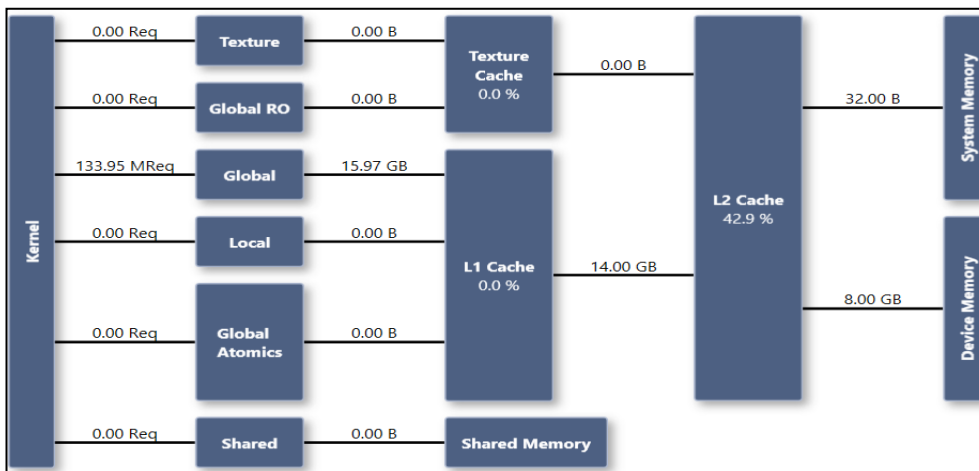 Kernel
0.00 Req
Texture
0.00 B
Texture
Cache
0.0 %
0.00 B
0.00 Req
Global RO
0.00 B
133.95 MReq
Global
15.97 GB
0.00 Req
Local
0.00 B
L1 Cache
0.0 %
14.00 GB
0.00 Req
Global
Atomics
0.00 B
0.00 Req
Shared
0.00 B
Shared Memory
L2 Cache
42.9 %
32.00 B
System Memory
8.00 GB
Device Memory